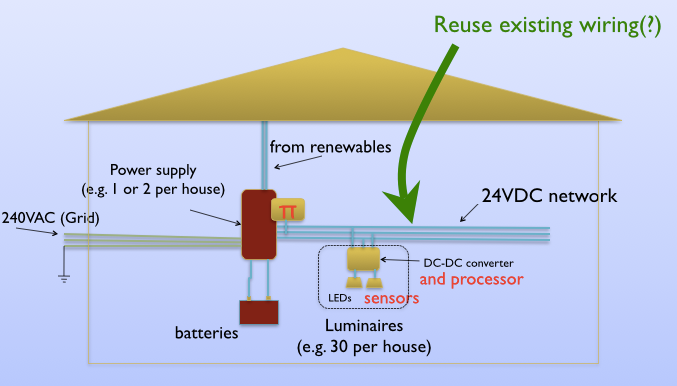 Reuse existing wiring(?)
from renewables
Power supply
(e.g. 1 or 2 per house)
24VDC network
240VAC (Grid)
π
DC-DC converter
and processor
LEDs sensors
batteries
Luminaires
(e.g. 30 per house)